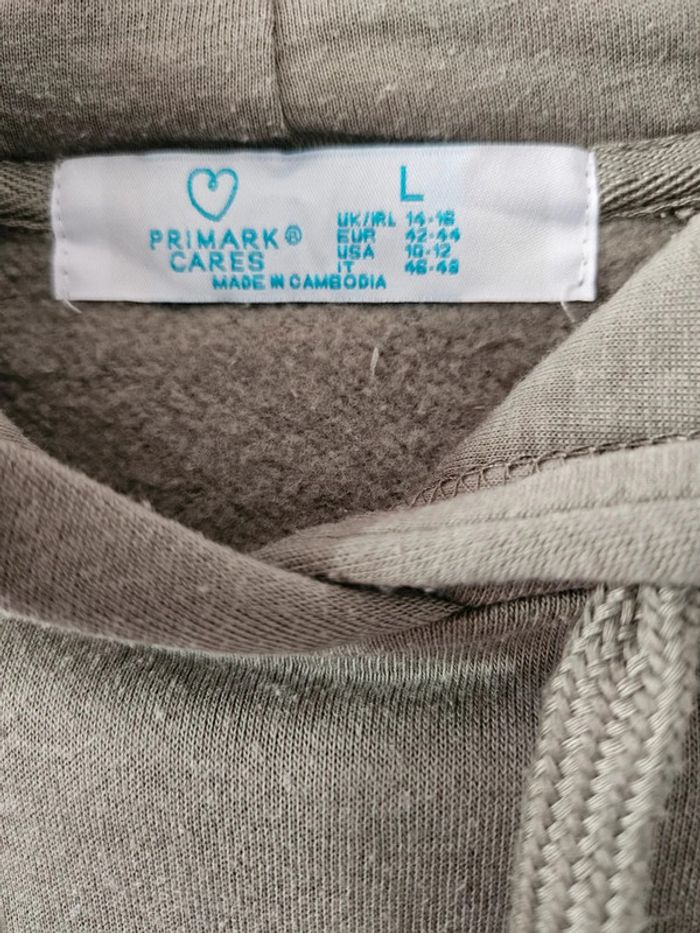 PRIMARK®
CARES
L
UK/IRL 14-16
EUR 42-44
USA 10-12
IT 46-48
MADE IN CAMBODIA